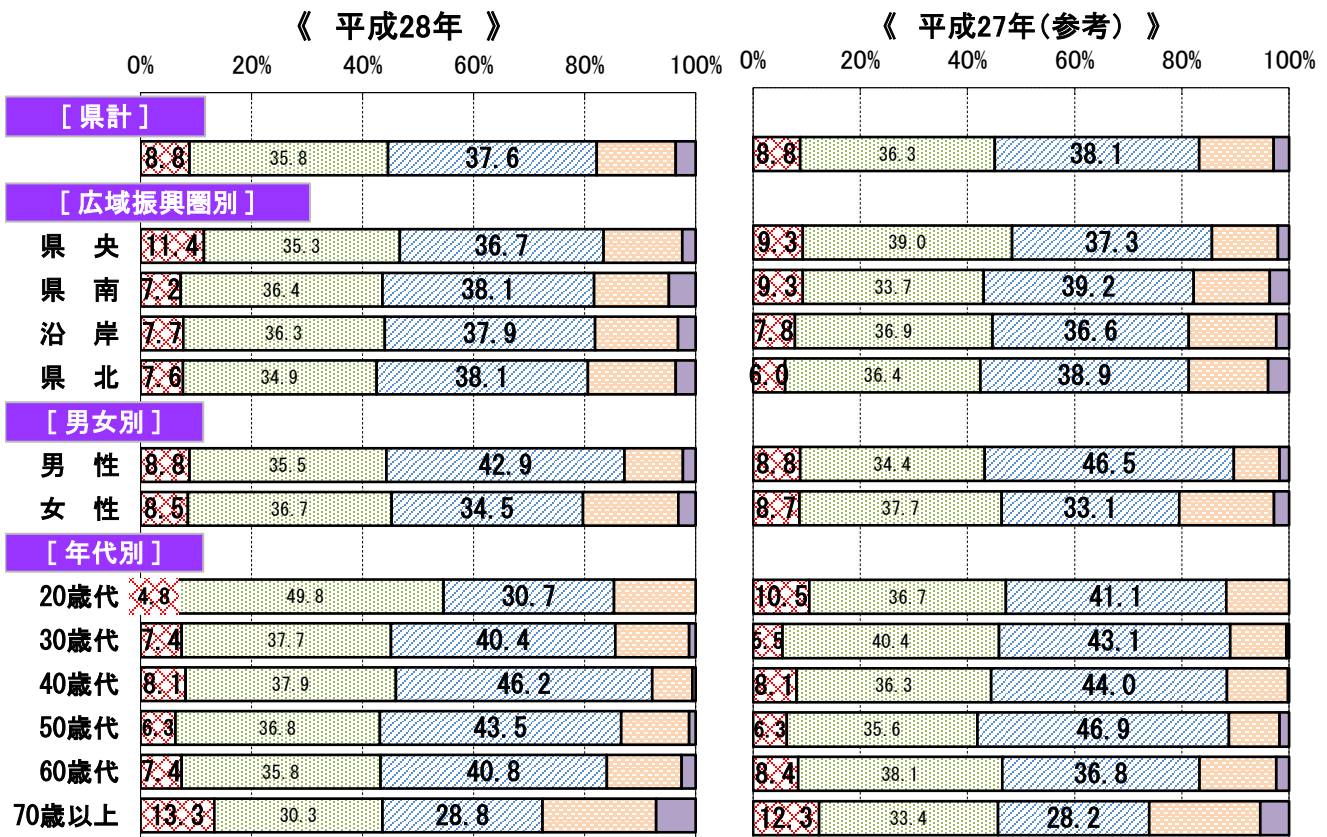 《 平成28年 》 《 平成27年(参考) 》
0% 20% 40% 60% 80% 100% 0% 20% 40% 60% 80% 100%
[ 県計 ]
8.8 35.8 37.6 8.8 36.3 38.1
[ 広域振興圏別 ]
県 央 11.4 35.3 36.7 9.3 39.0 37.3
県 南 7.2 36.4 38.1 9.3 33.7 39.2
沿 岸 7.7 36.3 37.9 7.8 36.9 36.6
県 北 7.6 34.9 38.1 6.0 36.4 38.9
[ 男女別 ]
男 性 8.8 35.5 42.9 8.8 34.4 46.5
女 性 8.5 36.7 34.5 8.7 37.7 33.1
[ 年代別 ]
20歳代 4.8 49.8 30.7 10.5 36.7 41.1
30歳代 7.4 37.7 40.4 5.5 40.4 43.1
40歳代 8.1 37.9 46.2 8.1 36.3 44.0
50歳代 6.3 36.8 43.5 6.3 35.6 46.9
60歳代 7.4 35.8 40.8 8.4 38.1 36.8
70歳以上 13.3 30.3 28.8 12.3 33.4 28.2